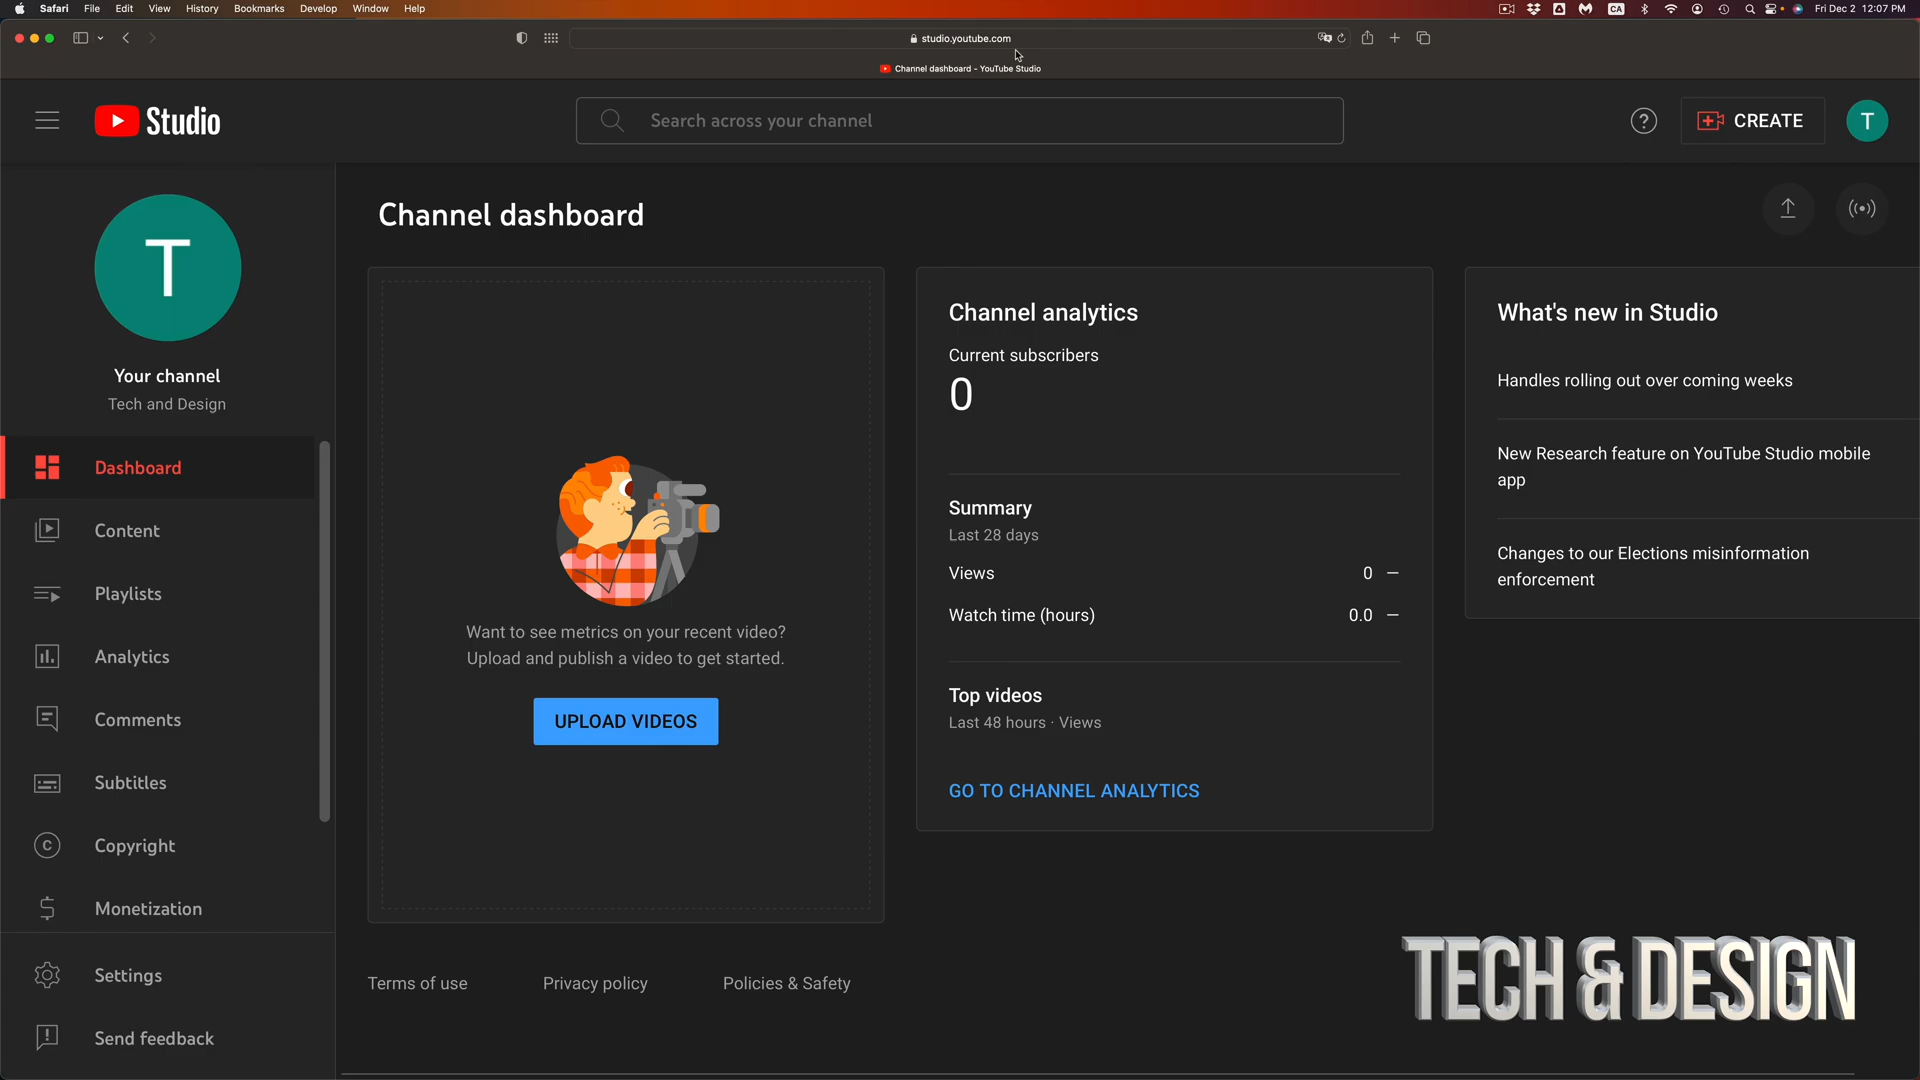 Safari File Edit View History Bookmarks Develop Window Help
CA
Fri Dec 2 12:07 PM
studio.youtube.com
Channel dashboard - YouTube Studio
Studio
Search across your channel
?
CREATE
T
T
Your channel
Tech and Design
Dashboard
Content
Playlists
Analytics
Comments
Subtitles
Copyright
Monetization
Settings
Send feedback
Channel dashboard
Want to see metrics on your recent video?
Upload and publish a video to get started.
UPLOAD VIDEOS
Channel analytics
Current subscribers
0
Summary
Last 28 days
Views 0 —
Watch time (hours) 0.0 —
Top videos
Last 48 hours · Views
GO TO CHANNEL ANALYTICS
What's new in Studio
Handles rolling out over coming weeks
New Research feature on YouTube Studio mobile
app
Changes to our Elections misinformation
enforcement
Terms of use
Privacy policy
Policies & Safety
TECH & DESIGN